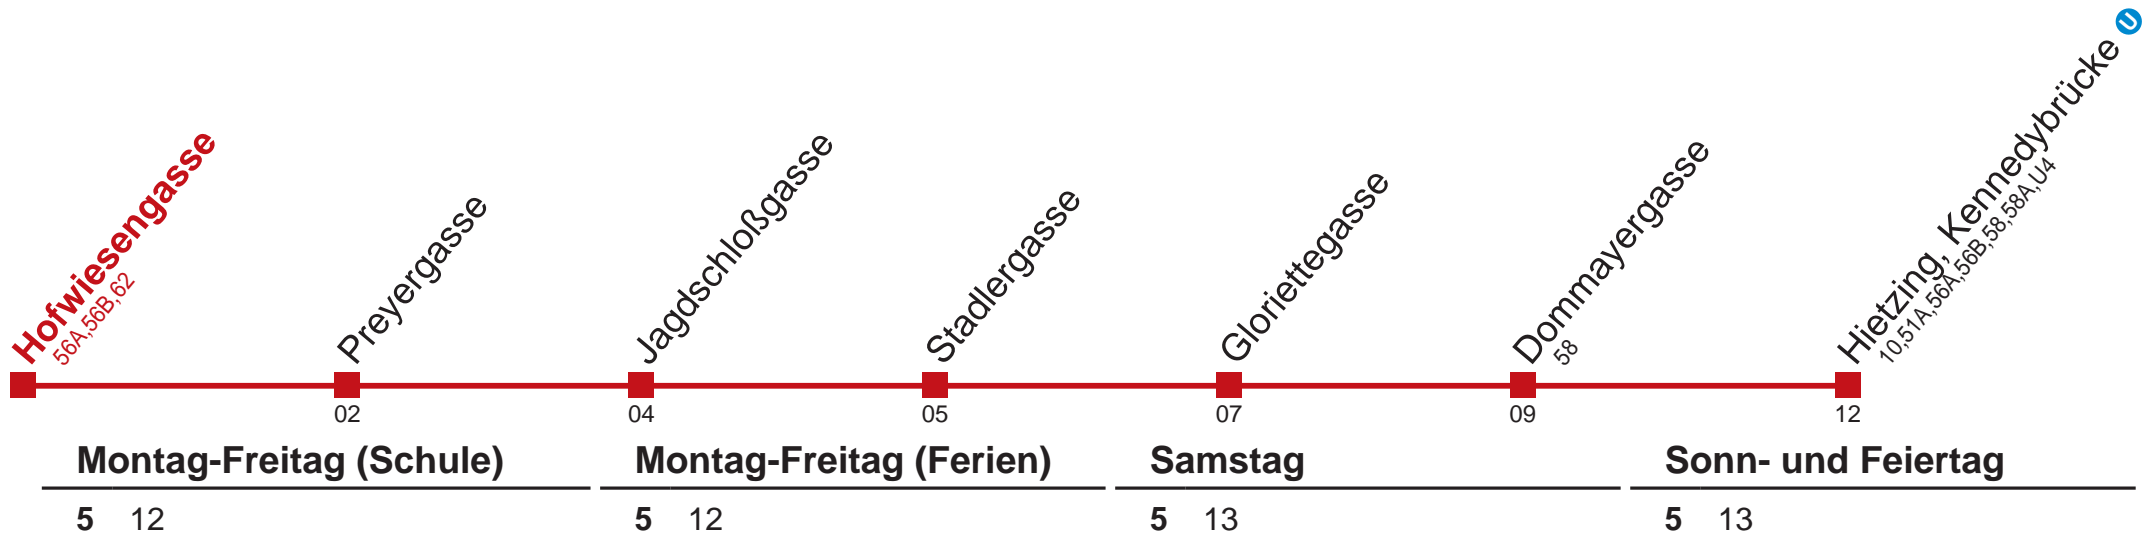 Hofwiesengasse
56A,56B,62
Preyergasse
Jagdschloßgasse
Stadlergasse
Gloriettegasse
Dommayergasse
58
Hietzing, Kennedybrücke U
10,51A,56A,56B,58,58A,U4
02 04 05 07 09 12
Montag-Freitag (Schule) Montag-Freitag (Ferien) Samstag Sonn- und Feiertag
5 12 5 12 5 13 5 13